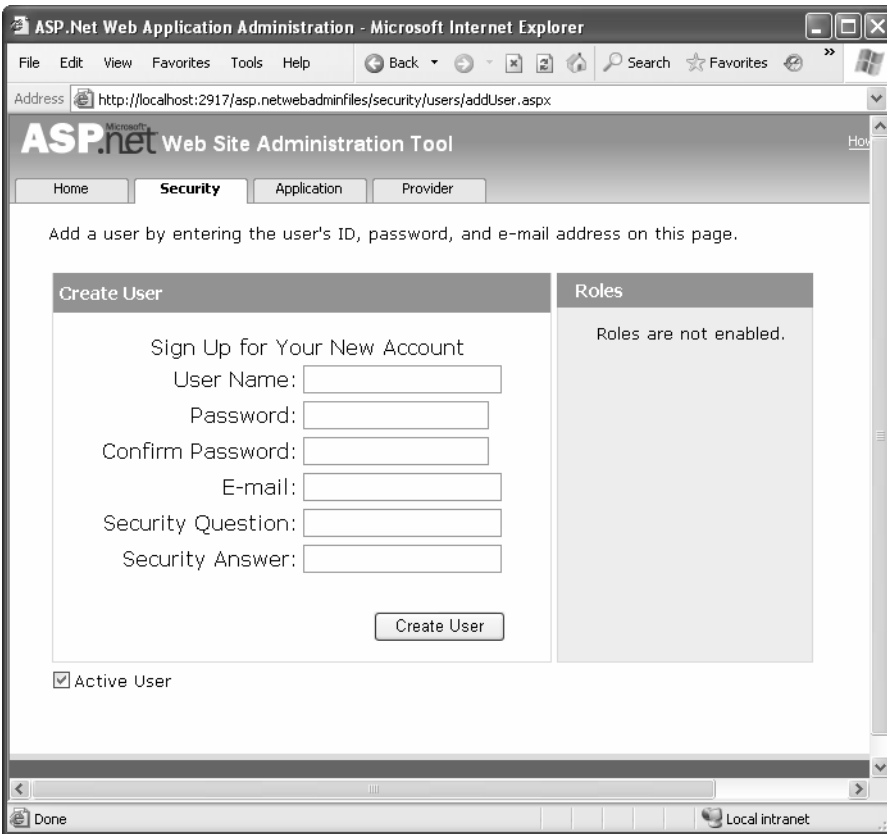 ASP.Net Web Application Administration - Microsoft Internet Explorer
File Edit View Favorites Tools Help Back Search Favorites »
Address http://localhost:2917/asp.netwebadminfiles/security/users/addUser.aspx
Microsoft
ASP.net Web Site Administration Tool How
Home Security Application Provider
Add a user by entering the user's ID, password, and e-mail address on this page.
Create User Roles
Roles are not enabled.
Sign Up for Your New Account
User Name:
Password:
Confirm Password:
E-mail:
Security Question:
Security Answer:
Create User
Active User
Done Local intranet